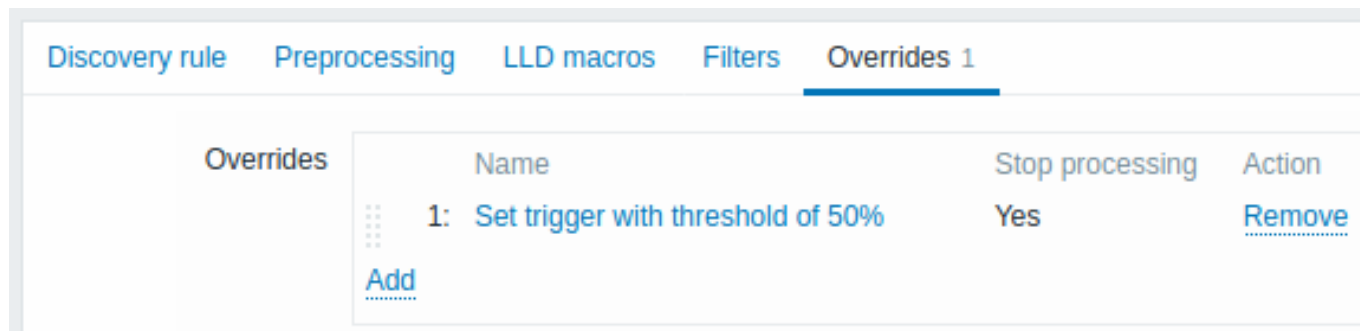 Discovery rule Preprocessing LLD macros Filters Overrides 1
Overrides Name Stop processing Action
1: Set trigger with threshold of 50% Yes Remove
Add